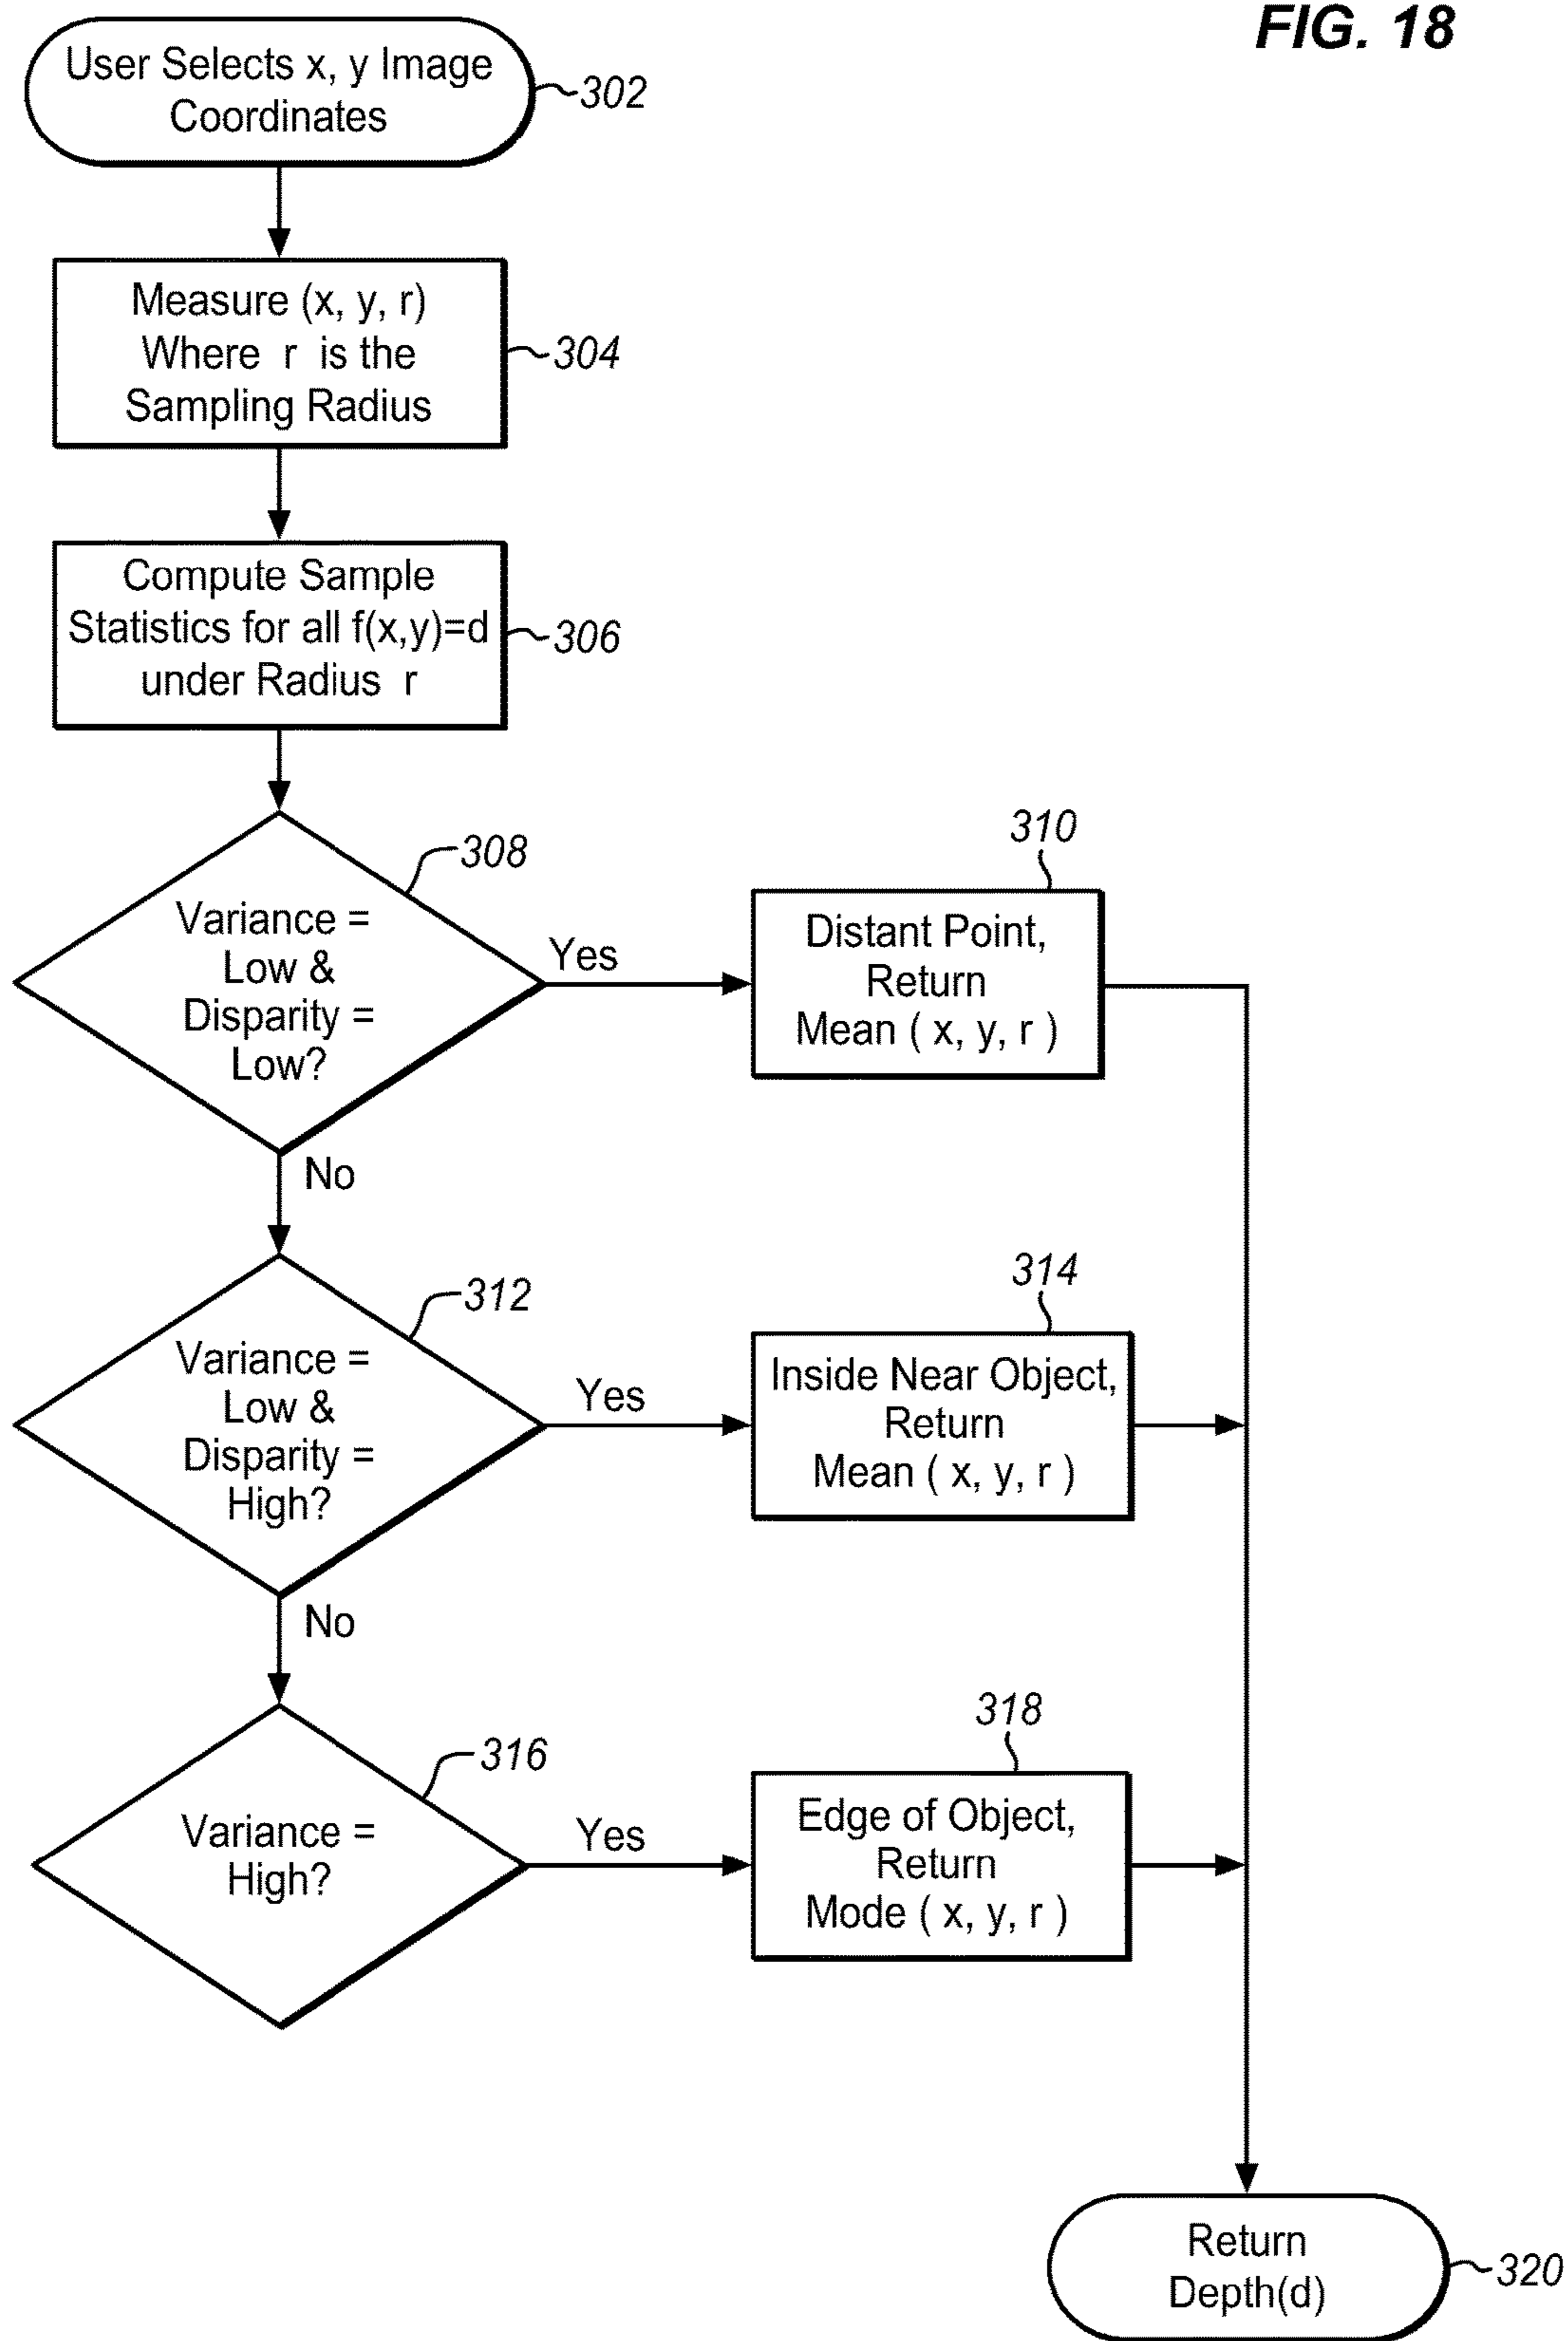 FIG. 18
User Selects x, y Image
Coordinates
302
Measure (x, y, r)
Where r is the
Sampling Radius
304
Compute Sample
Statistics for all f(x,y)=d
under Radius r
306
308
Variance =
Low &
Disparity =
Low?
Yes
310
Distant Point,
Return
Mean ( x, y, r )
No
312
Variance =
Low &
Disparity =
High?
Yes
314
Inside Near Object,
Return
Mean ( x, y, r )
No
316
Variance =
High?
Yes
318
Edge of Object,
Return
Mode ( x, y, r )
Return
Depth(d)
320